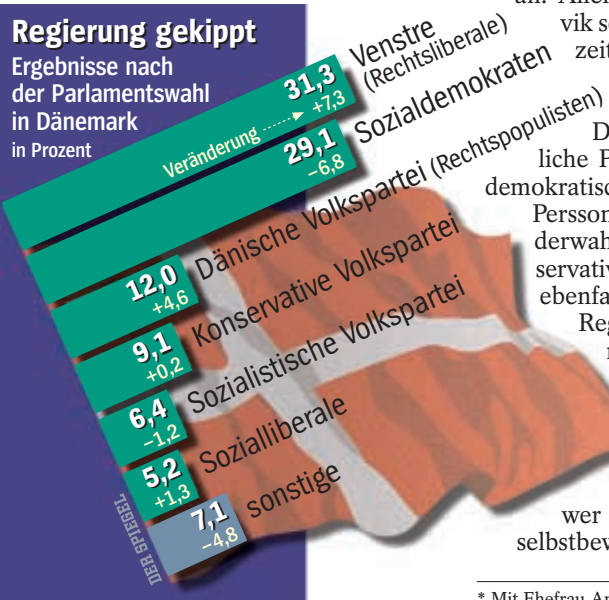 Regierung gekippt
Ergebnisse nach
der Parlamentswahl
in Dänemark
in Prozent
Veränderung
31,3
+7,3
Venstre
(Rechtsliberale)
29,1
–6,8
Sozialdemokraten
12,0
+4,6
Dänische Volkspartei (Rechtspopulisten)
9,1
+0,2
Konservative Volkspartei
6,4
–1,2
Sozialistische Volkspartei
5,2
+1,3
Sozialliberale
7,1
–4,8
sonstige
DER SPIEGEL
vik
zeit
D
liche P
demokratisc
Persson
derwah
servativ
ebenfa
Reg
wer
selbstbew
* Mit Ehefrau An